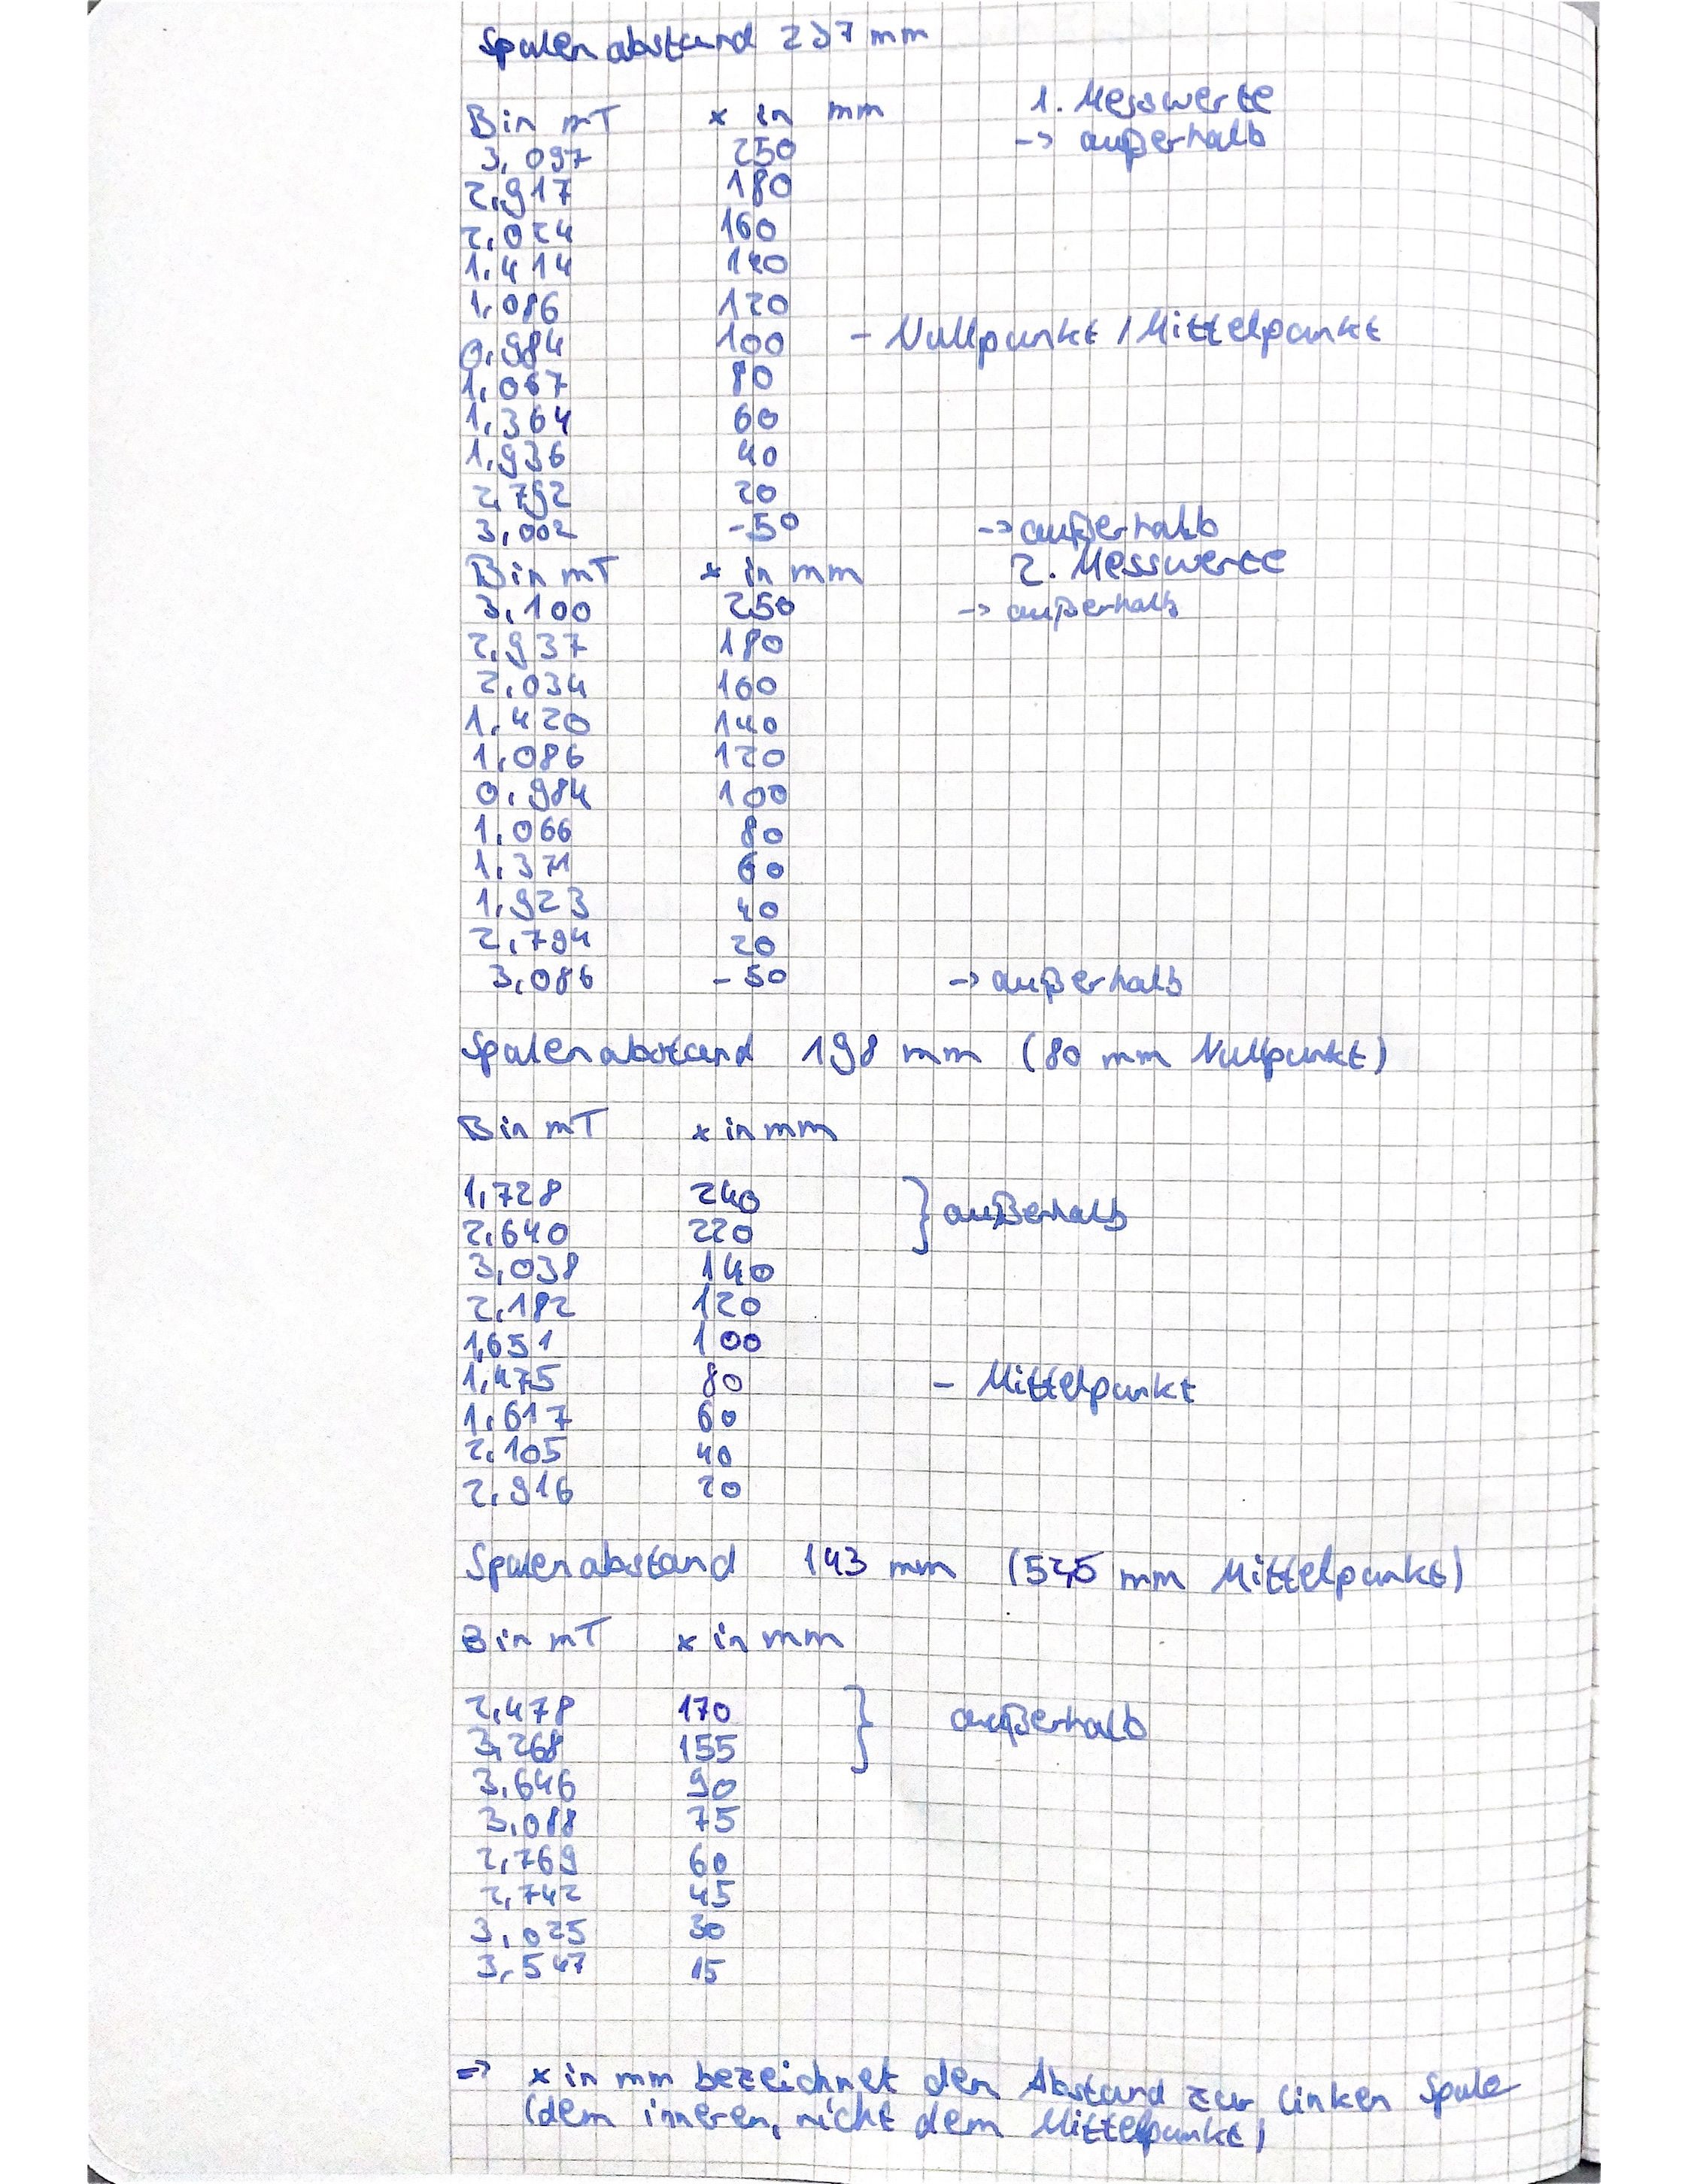 Spulenabstand 237 mm
B in mT x in mm 1. Messwerte
3,097 250 -> außerhalb
2,917 180
2,024 160
1,414 140
1,086 120
0,984 100 - Nullpunkt / Mittelpunkt
1,067 80
1,364 60
1,936 40
2,792 20
3,002 -50 -> außerhalb
B in mT x in mm 2. Messwerte
3,100 250 -> außerhalb
2,937 180
2,034 160
1,420 140
1,086 120
0,984 100
1,066 80
1,371 60
1,923 40
2,794 20
3,086 -50 -> außerhalb
Spulenabstand 198 mm (80 mm Nullpunkt)
B in mT x in mm
1,728 240 } außerhalb
2,640 220
3,038 140
2,182 120
1,651 100
1,475 80 - Mittelpunkt
1,617 60
2,105 40
2,916 20
Spulenabstand 143 mm (52,5 mm Mittelpunkt)
B in mT x in mm
2,478 170 } außerhalb
3,268 155
3,646 90
3,088 75
2,769 60
2,742 45
3,025 30
3,547 15
=> x in mm bezeichnet den Abstand zur linken Spule
(dem inneren, nicht dem Mittelpunkt)